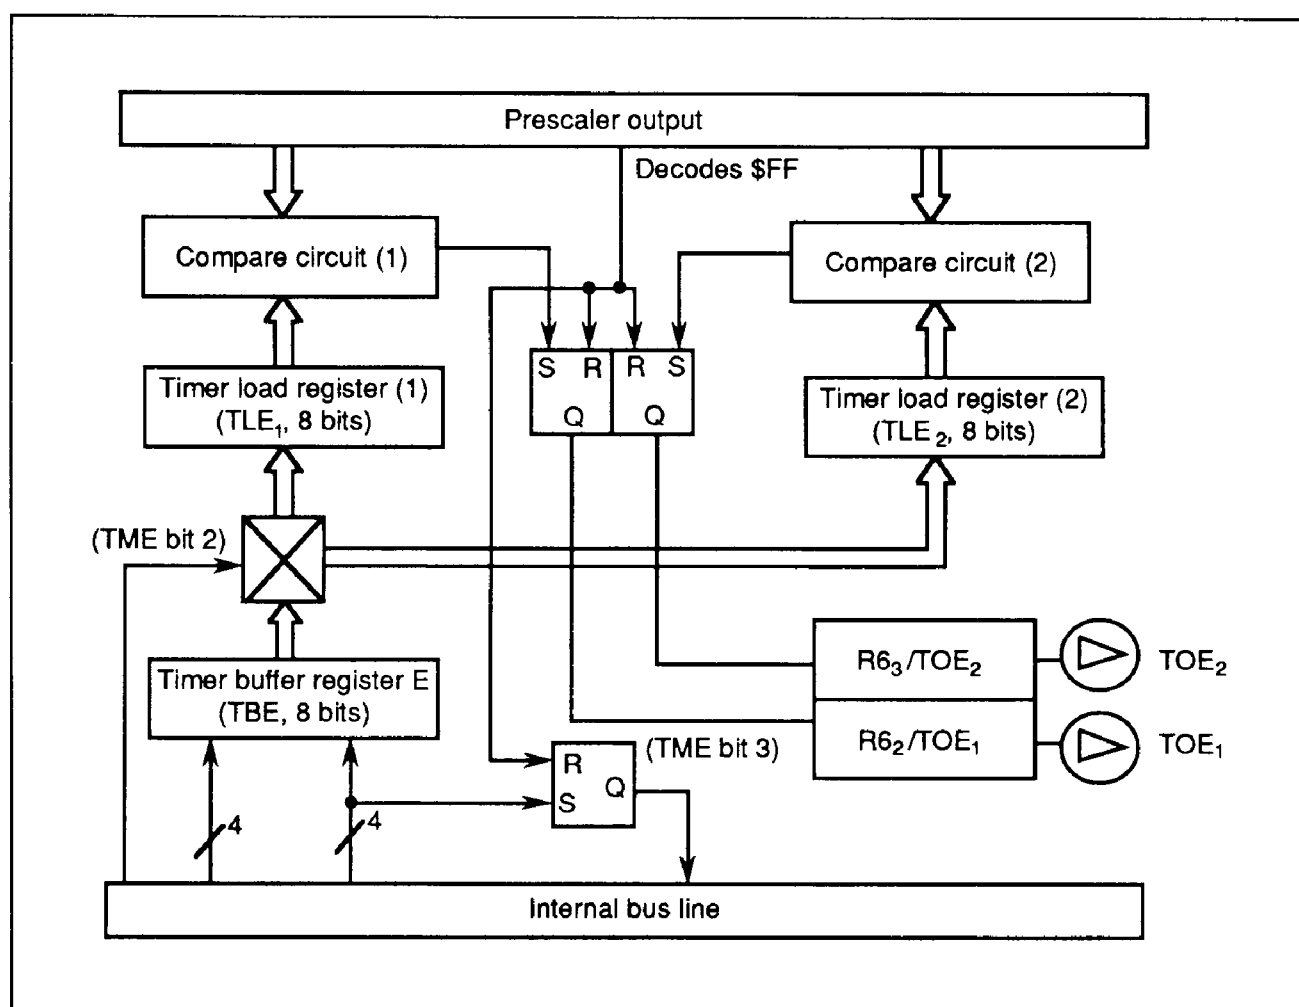 Prescaler output
Decodes $FF
Compare circuit (1)
Compare circuit (2)
S R R S
Q Q
Timer load register (1)
(TLE₁, 8 bits)
Timer load register (2)
(TLE₂, 8 bits)
(TME bit 2)
Timer buffer register E
(TBE, 8 bits)
R6₃/TOE₂
TOE₂
R6₂/TOE₁
TOE₁
(TME bit 3)
R
Q
S
4
4
Internal bus line